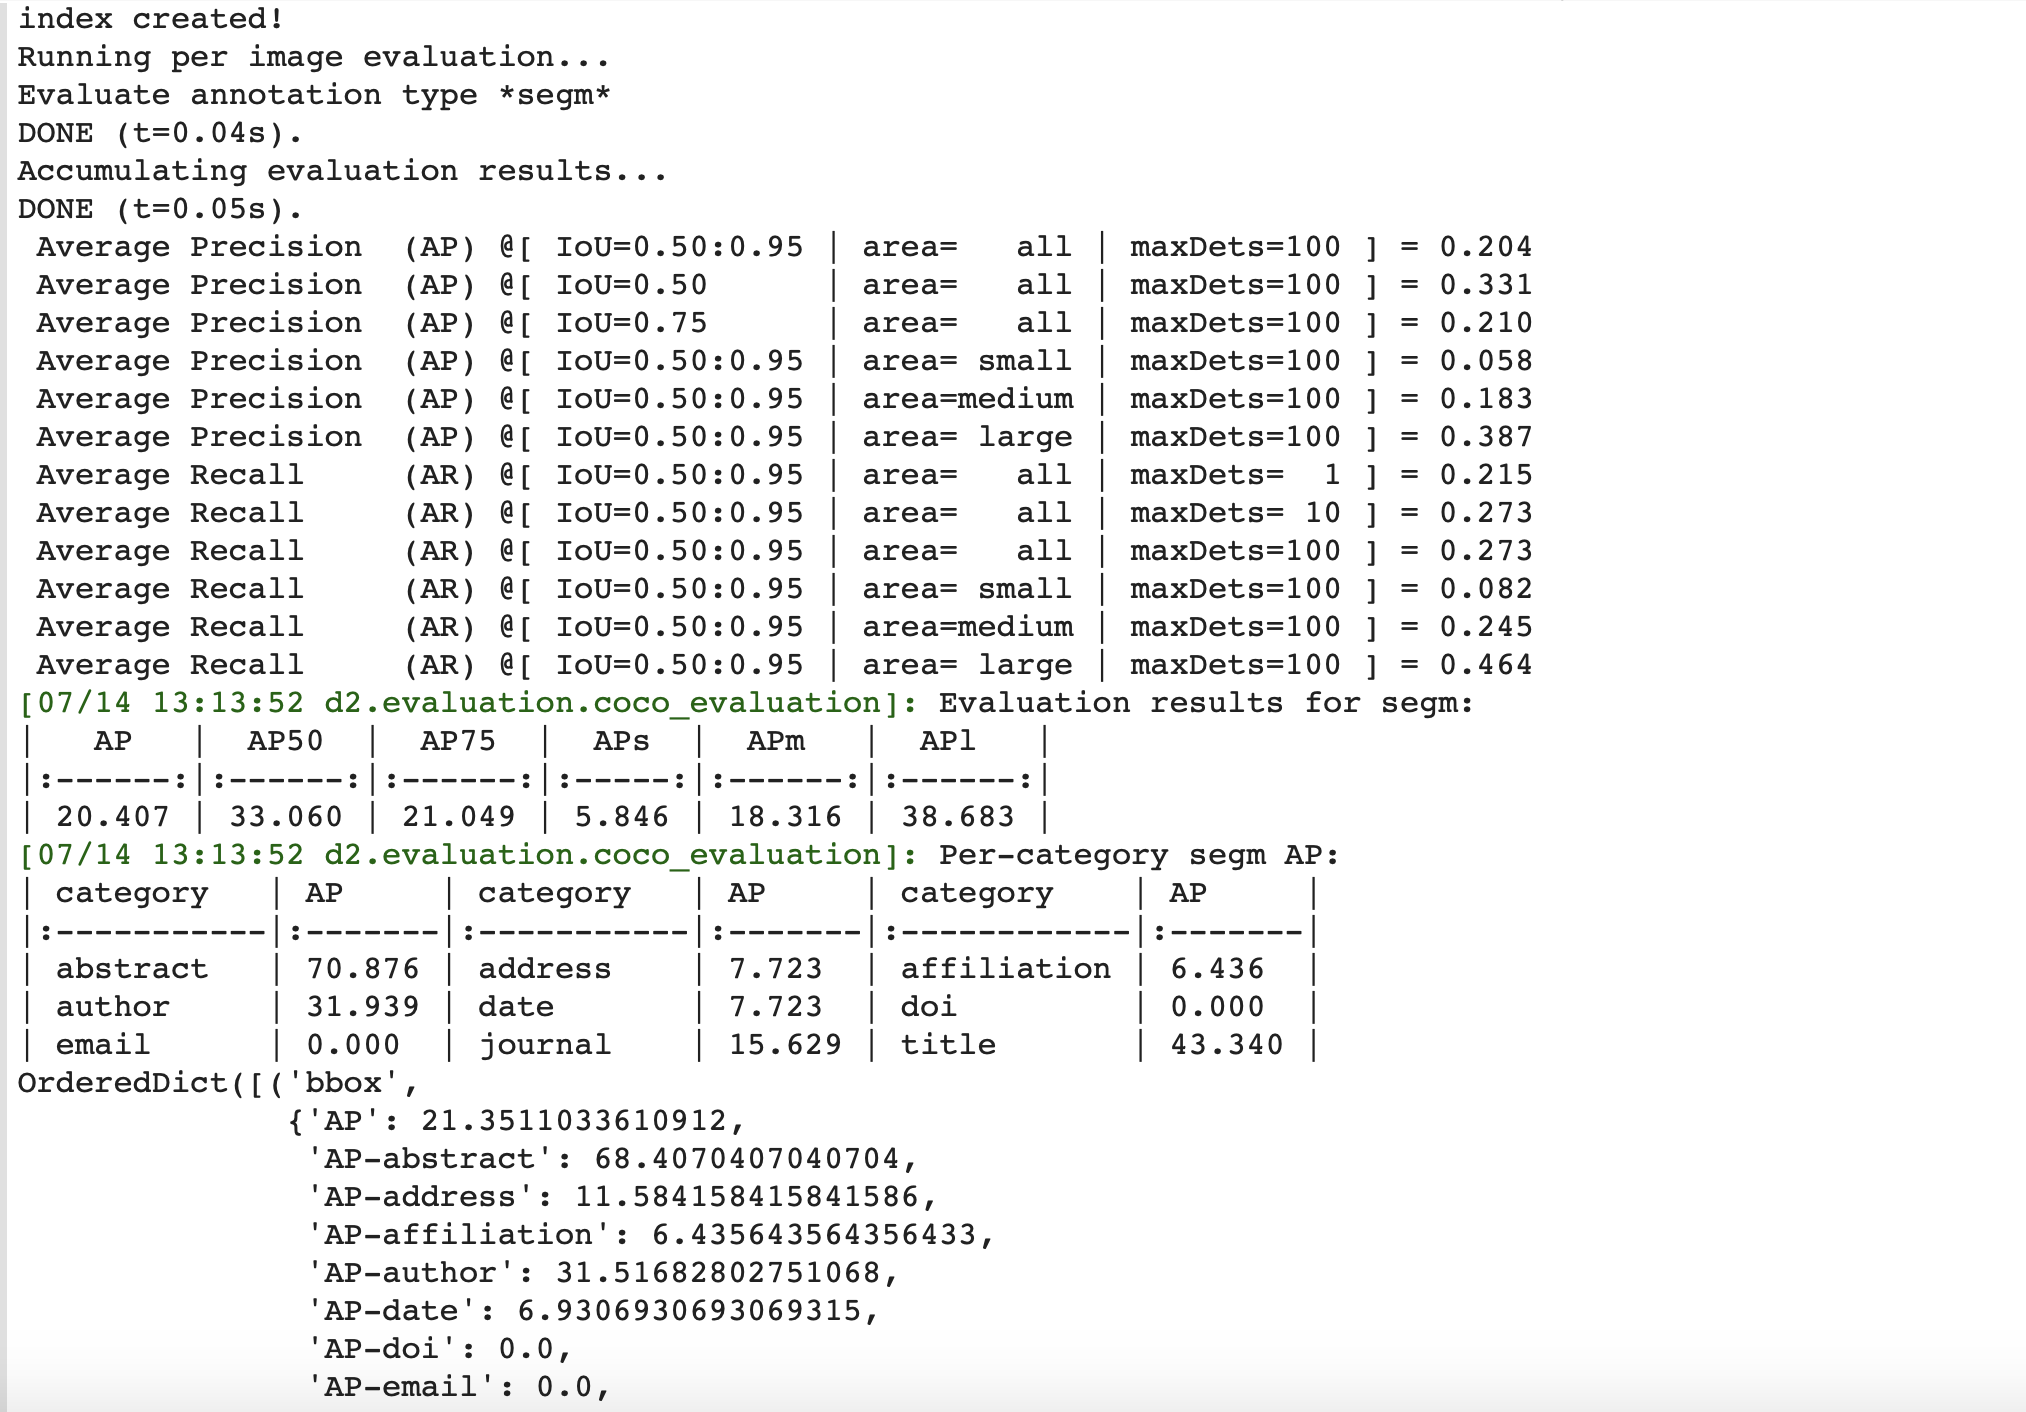 index created!
Running per image evaluation...
Evaluate annotation type *segm*
DONE (t=0.04s).
Accumulating evaluation results...
DONE (t=0.05s).
 Average Precision  (AP) @[ IoU=0.50:0.95 | area=   all | maxDets=100 ] = 0.204
 Average Precision  (AP) @[ IoU=0.50      | area=   all | maxDets=100 ] = 0.331
 Average Precision  (AP) @[ IoU=0.75      | area=   all | maxDets=100 ] = 0.210
 Average Precision  (AP) @[ IoU=0.50:0.95 | area= small | maxDets=100 ] = 0.058
 Average Precision  (AP) @[ IoU=0.50:0.95 | area=medium | maxDets=100 ] = 0.183
 Average Precision  (AP) @[ IoU=0.50:0.95 | area= large | maxDets=100 ] = 0.387
 Average Recall     (AR) @[ IoU=0.50:0.95 | area=   all | maxDets=  1 ] = 0.215
 Average Recall     (AR) @[ IoU=0.50:0.95 | area=   all | maxDets= 10 ] = 0.273
 Average Recall     (AR) @[ IoU=0.50:0.95 | area=   all | maxDets=100 ] = 0.273
 Average Recall     (AR) @[ IoU=0.50:0.95 | area= small | maxDets=100 ] = 0.082
 Average Recall     (AR) @[ IoU=0.50:0.95 | area=medium | maxDets=100 ] = 0.245
 Average Recall     (AR) @[ IoU=0.50:0.95 | area= large | maxDets=100 ] = 0.464
[07/14 13:13:52 d2.evaluation.coco_evaluation]: Evaluation results for segm:
|   AP   |  AP50  |  AP75  |  APs  |  APm   |  APl   |
|:------:|:------:|:------:|:-----:|:------:|:------:|
| 20.407 | 33.060 | 21.049 | 5.846 | 18.316 | 38.683 |
[07/14 13:13:52 d2.evaluation.coco_evaluation]: Per-category segm AP:
| category   | AP     | category   | AP     | category    | AP     |
|:-----------|:-------|:-----------|:-------|:------------|:-------|
| abstract   | 70.876 | address    | 7.723  | affiliation | 6.436  |
| author     | 31.939 | date       | 7.723  | doi         | 0.000  |
| email      | 0.000  | journal    | 15.629 | title       | 43.340 |
OrderedDict([('bbox',
              {'AP': 21.3511033610912,
               'AP-abstract': 68.4070407040704,
               'AP-address': 11.584158415841586,
               'AP-affiliation': 6.435643564356433,
               'AP-author': 31.51682802751068,
               'AP-date': 6.9306930693069315,
               'AP-doi': 0.0,
               'AP-email': 0.0,